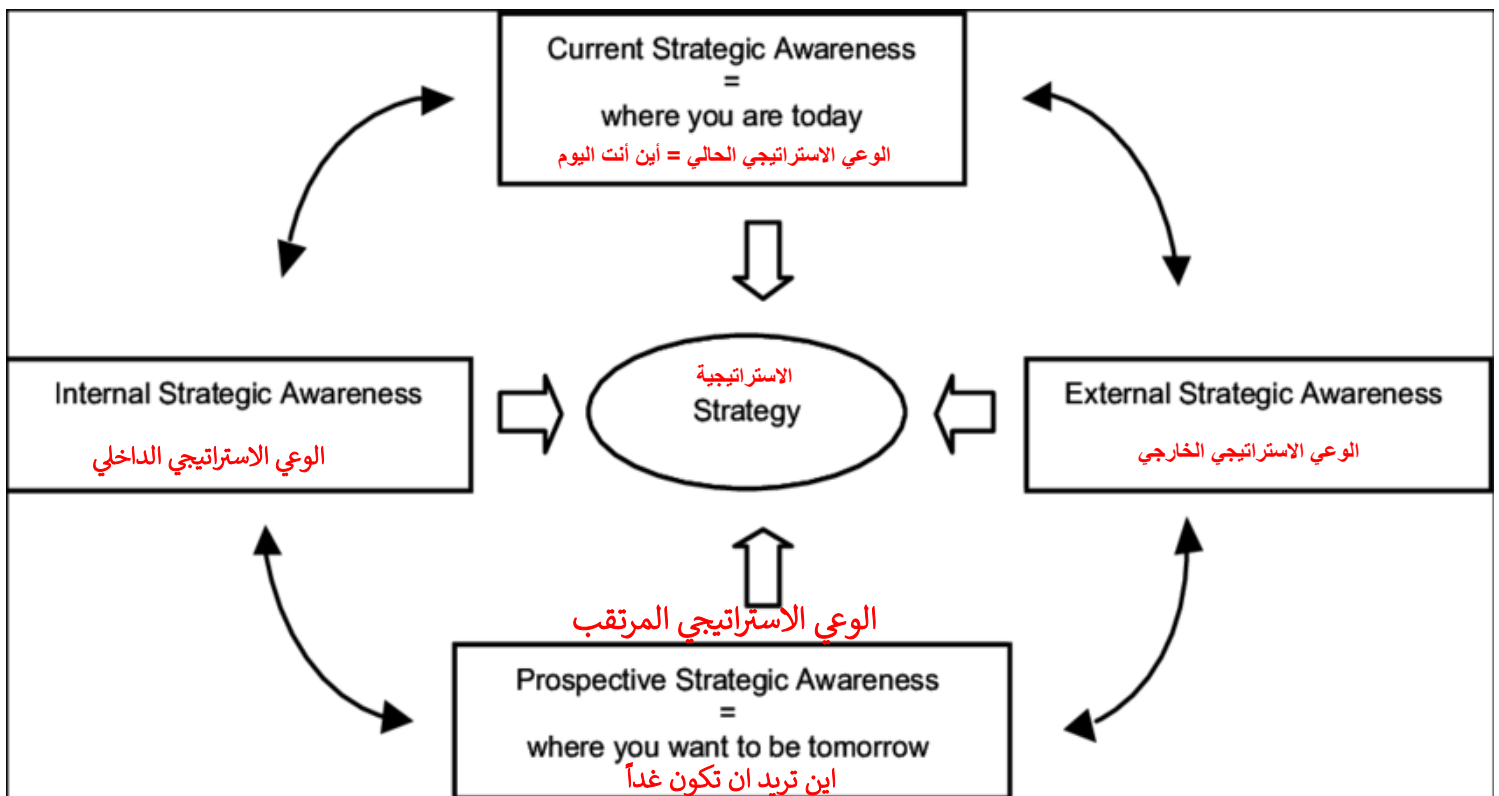 Current Strategic Awareness
=
where you are today
الوعي الاستراتيجي الحالي = أين أنت اليوم
Internal Strategic Awareness
الوعي الاستراتيجي الداخلي
الاستراتيجية
Strategy
External Strategic Awareness
الوعي الاستراتيجي الخارجي
الوعي الاستراتيجي المرتقب
Prospective Strategic Awareness
=
where you want to be tomorrow
اين تريد ان تكون غداً